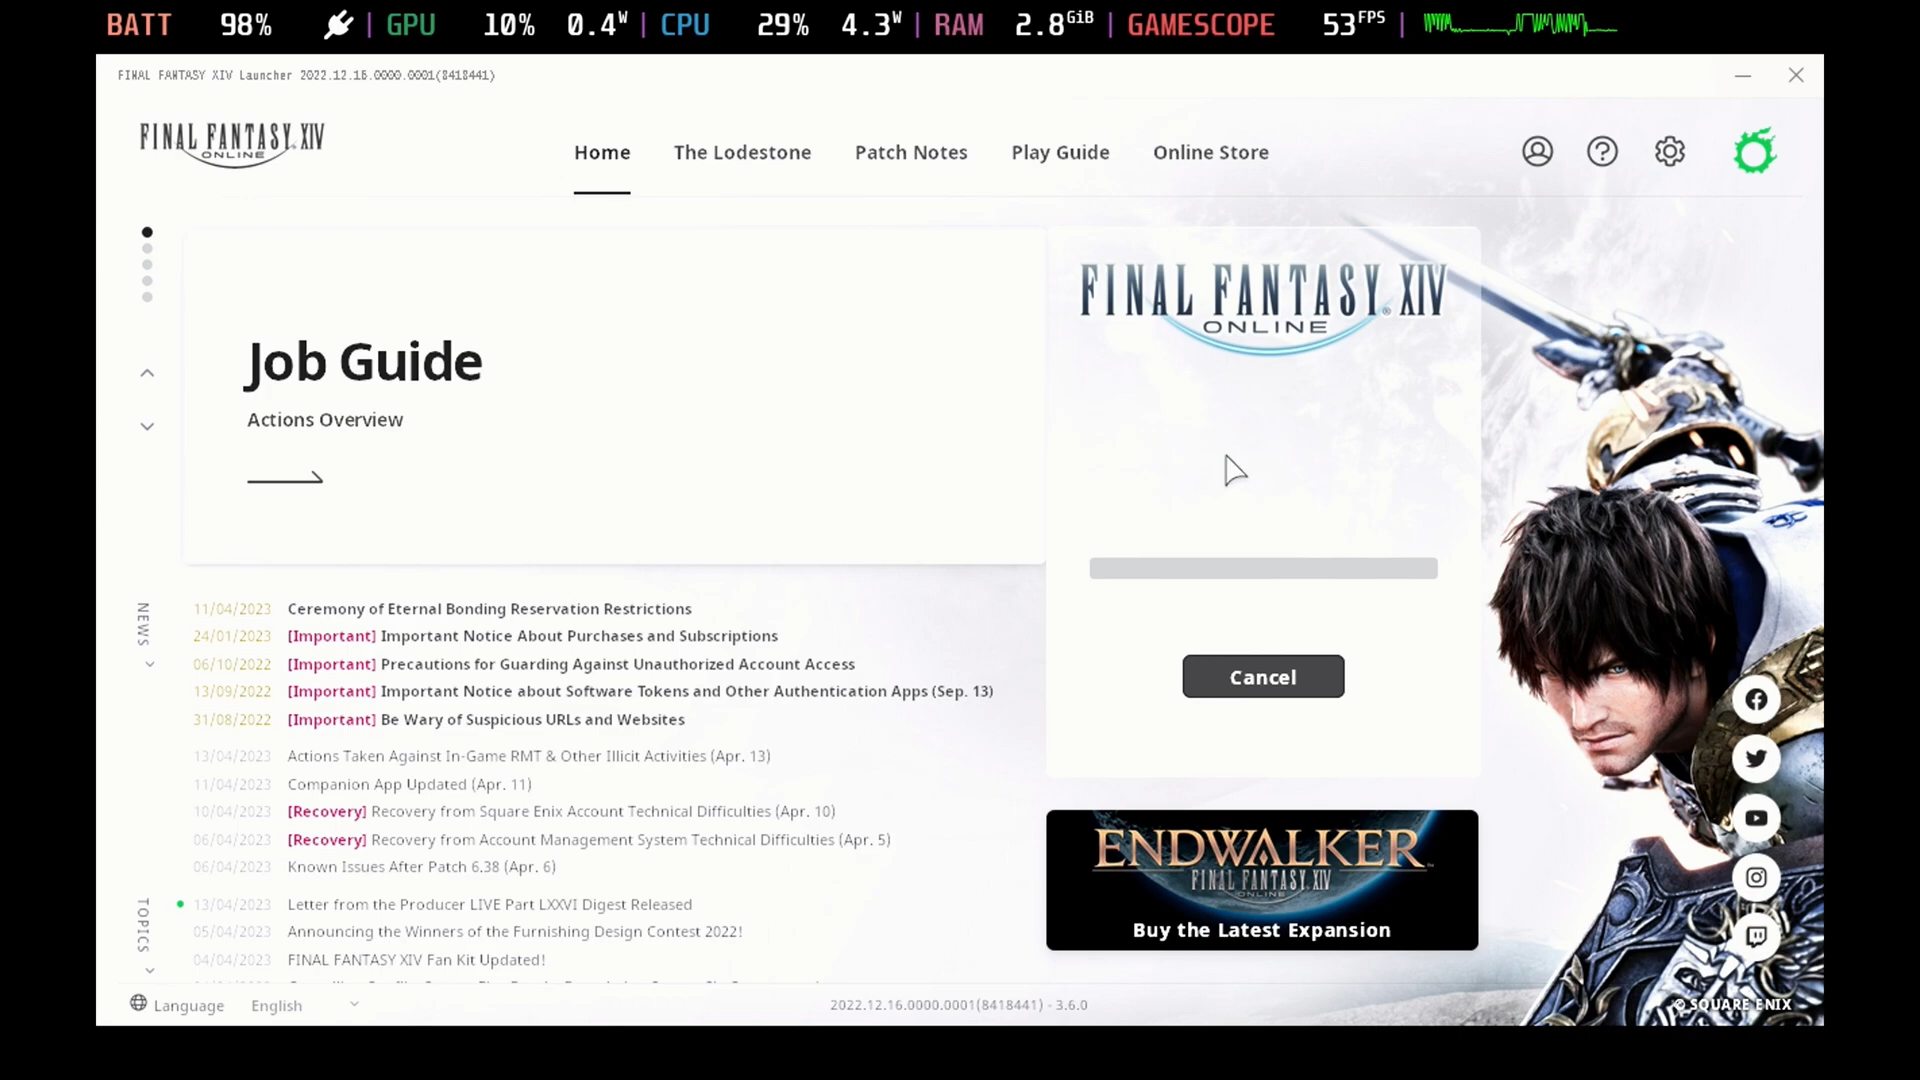 BATT 98% GPU 10% 0.4W CPU 29% 4.3W RAM 2.8GiB GAMESCOPE 53FPS
FINAL FANTASY XIV Launcher 2022.12.16.0000.0001(8418441)
FINAL FANTASY XIV
ONLINE
Home The Lodestone Patch Notes Play Guide Online Store
Job Guide
Actions Overview
FINAL FANTASY XIV
ONLINE
Cancel
NEWS
11/04/2023 Ceremony of Eternal Bonding Reservation Restrictions
24/01/2023 [Important] Important Notice About Purchases and Subscriptions
06/10/2022 [Important] Precautions for Guarding Against Unauthorized Account Access
13/09/2022 [Important] Important Notice about Software Tokens and Other Authentication Apps (Sep. 13)
31/08/2022 [Important] Be Wary of Suspicious URLs and Websites
13/04/2023 Actions Taken Against In-Game RMT & Other Illicit Activities (Apr. 13)
11/04/2023 Companion App Updated (Apr. 11)
10/04/2023 [Recovery] Recovery from Square Enix Account Technical Difficulties (Apr. 10)
06/04/2023 [Recovery] Recovery from Account Management System Technical Difficulties (Apr. 5)
06/04/2023 Known Issues After Patch 6.38 (Apr. 6)
TOPICS
13/04/2023 Letter from the Producer LIVE Part LXXVI Digest Released
05/04/2023 Announcing the Winners of the Furnishing Design Contest 2022!
04/04/2023 FINAL FANTASY XIV Fan Kit Updated!
ENDWALKER
FINAL FANTASY XIV
ONLINE
Buy the Latest Expansion
Language English
2022.12.16.0000.0001(8418441) - 3.6.0
© SQUARE ENIX